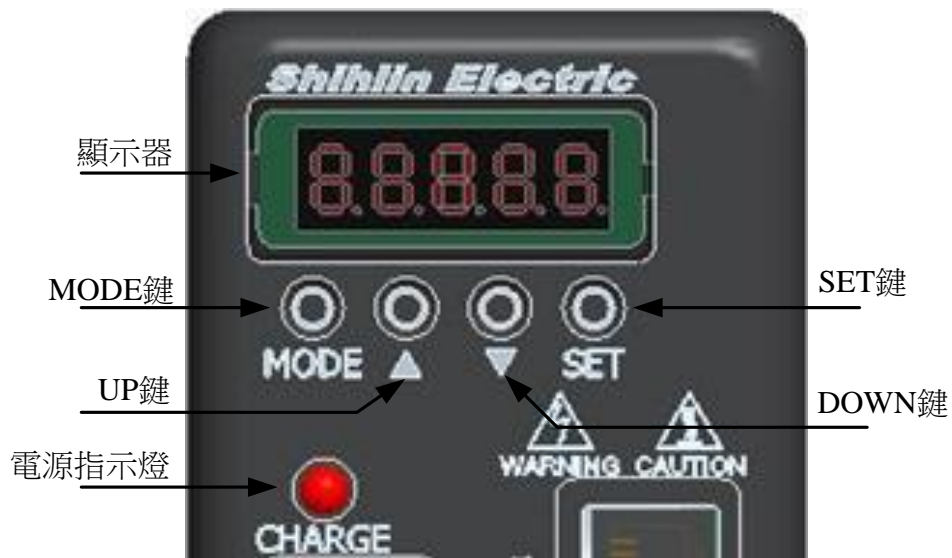 Shihlin Electric
顯示器
88888
MODE鍵
SET鍵
MODE
SET
UP鍵
DOWN鍵
WARNING CAUTION
電源指示燈
CHARGE